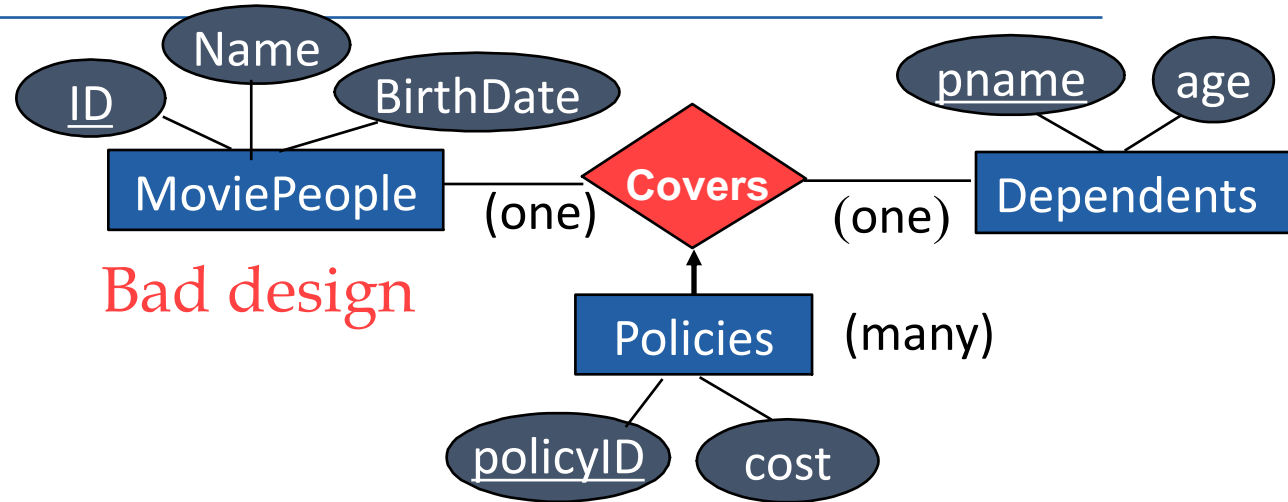 Name
ID
BirthDate
pname
age
MoviePeople
(one)
Covers
(one)
Dependents
Bad design
Policies
(many)
policyID
cost